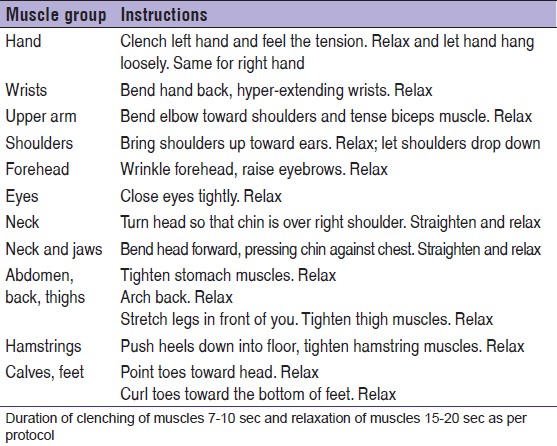 Muscle group Instructions
Hand Clench left hand and feel the tension. Relax and let hand hang
loosely. Same for right hand
Wrists Bend hand back, hyper-extending wrists. Relax
Upper arm Bend elbow toward shoulders and tense biceps muscle. Relax
Shoulders Bring shoulders up toward ears. Relax; let shoulders drop down
Forehead Wrinkle forehead, raise eyebrows. Relax
Eyes Close eyes tightly. Relax
Neck Turn head so that chin is over right shoulder. Straighten and relax
Neck and jaws Bend head forward, pressing chin against chest. Straighten and relax
Abdomen, Tighten stomach muscles. Relax
back, thighs Arch back. Relax
Stretch legs in front of you. Tighten thigh muscles. Relax
Hamstrings Push heels down into floor, tighten hamstring muscles. Relax
Calves, feet Point toes toward head. Relax
Curl toes toward the bottom of feet. Relax
Duration of clenching of muscles 7-10 sec and relaxation of muscles 15-20 sec as per
protocol